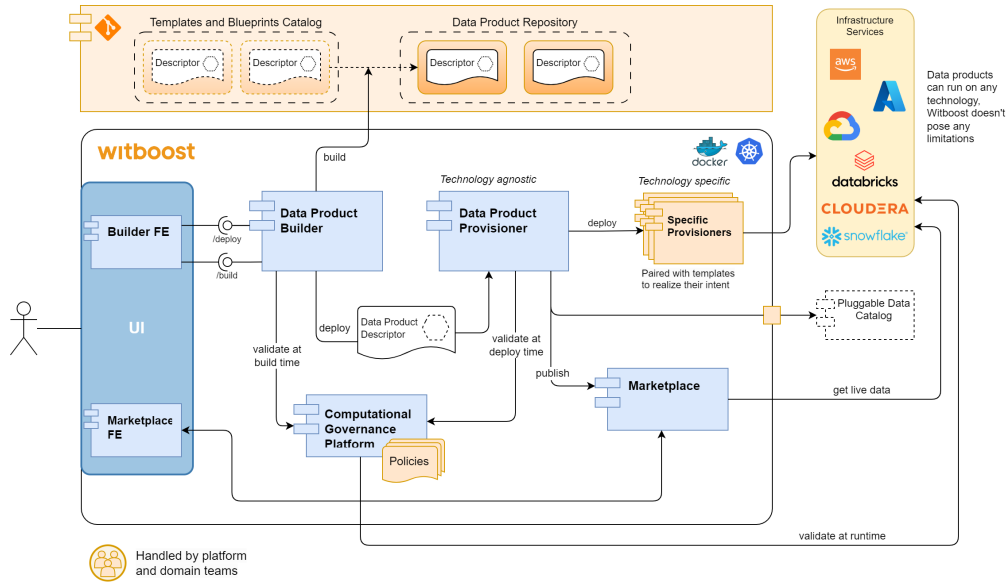 Templates and Blueprints Catalog
Data Product Repository
Descriptor
Descriptor
Descriptor
Descriptor
Infrastructure
Services
aws
databricks
CLOUDERA
snowflake
Data products
can run on any
technology,
Witboost doesn't
pose any
limitations
witboost
docker
build
Technology agnostic
Technology specific
Builder FE
/deploy
/build
Data Product
Builder
Data Product
Provisioner
deploy
Specific
Provisioners
Paired with templates
to realize their intent
UI
deploy
Data Product
Descriptor
validate at
build time
validate at
deploy time
Pluggable Data
Catalog
publish
Marketplace
get live data
Marketplace
FE
Computational
Governance
Platform
Policies
validate at runtime
Handled by platform
and domain teams